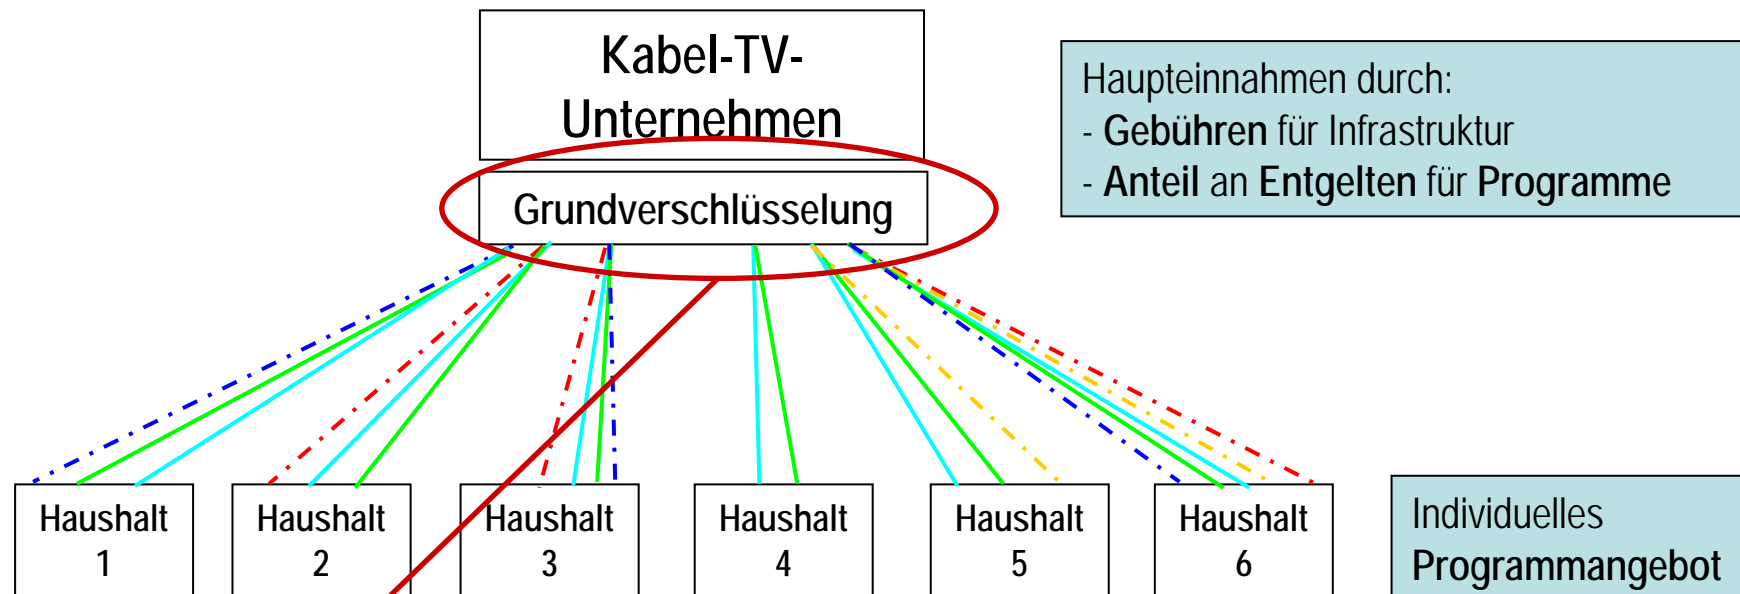 Kabel-TV-
Unternehmen
Haupteinnahmen durch:
- Gebühren für Infrastruktur
- Anteil an Entgelten für Programme
Grundverschlüsselung
Haushalt
1
Haushalt
2
Haushalt
3
Haushalt
4
Haushalt
5
Haushalt
6
Individuelles
Programmangebot